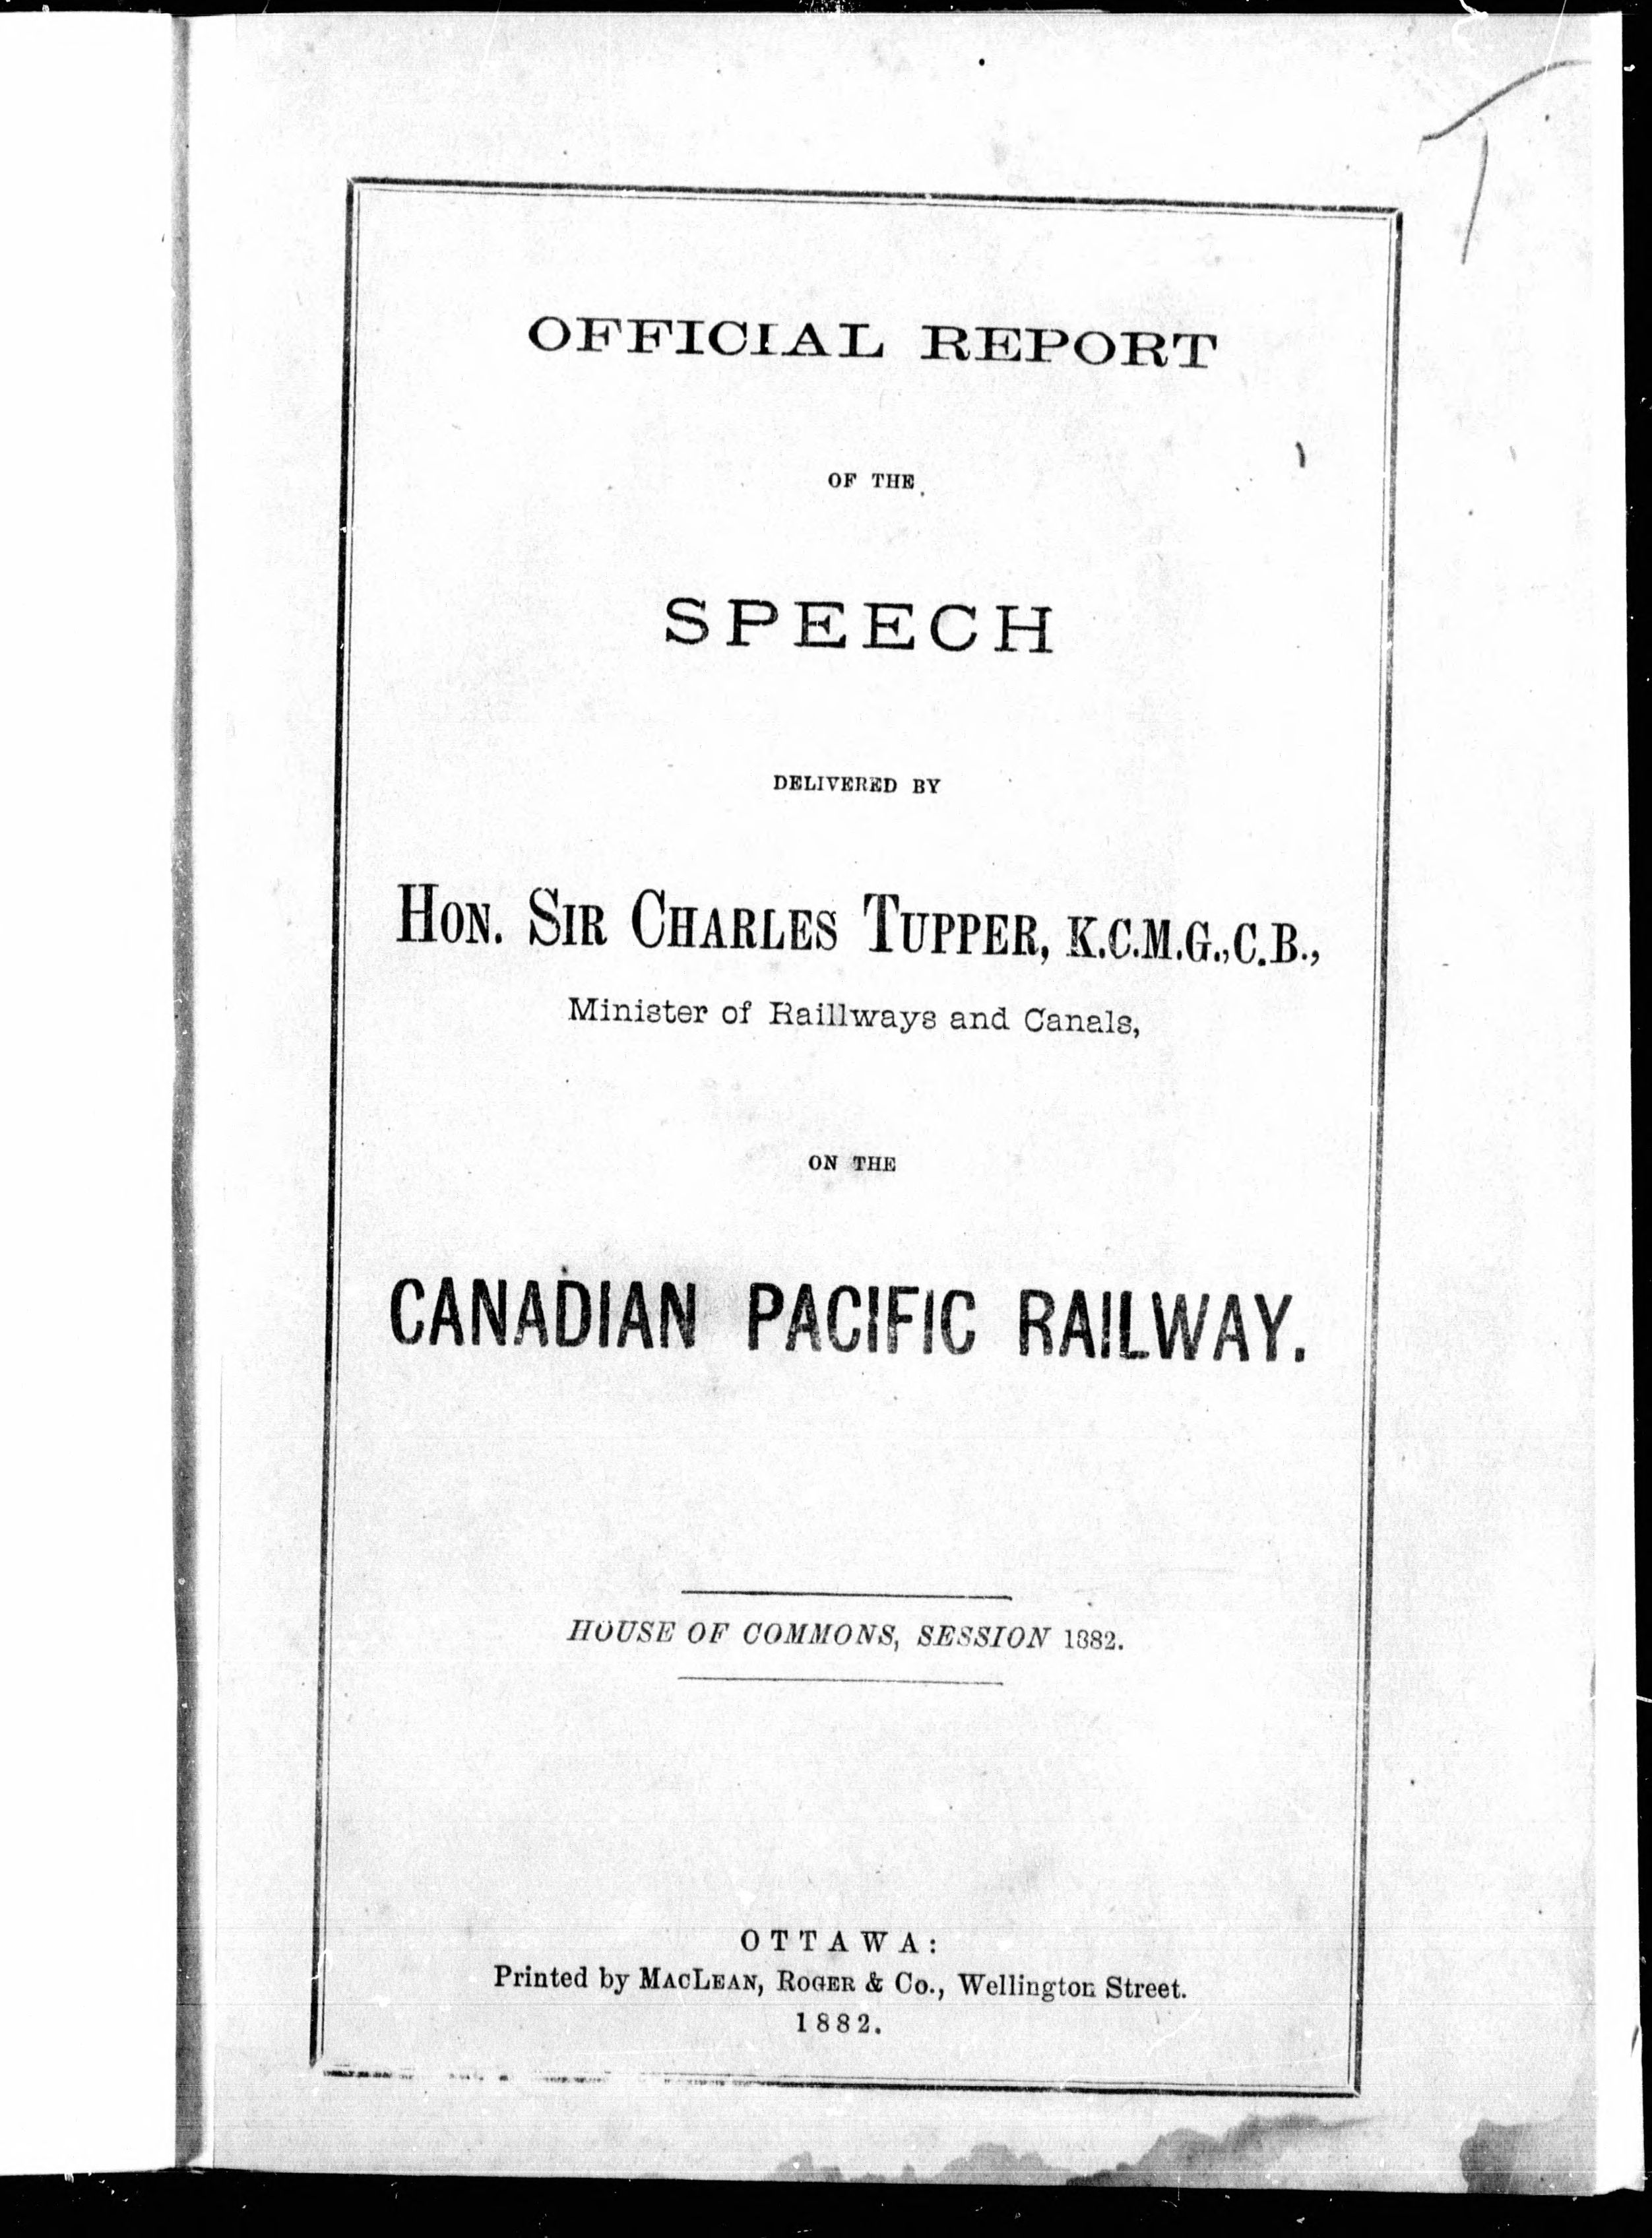 OFFICIAL REPORT
OF THE
SPEECH
DELIVERED BY
HON. SIR CHARLES TUPPER, K.C.M.G., C.B.,
Minister of Raillways and Canals,
ON THE
CANADIAN PACIFIC RAILWAY.
HOUSE OF COMMONS, SESSION 1882.
OTTAWA:
Printed by MACLEAN, ROGER & Co., Wellington Street.
1882.